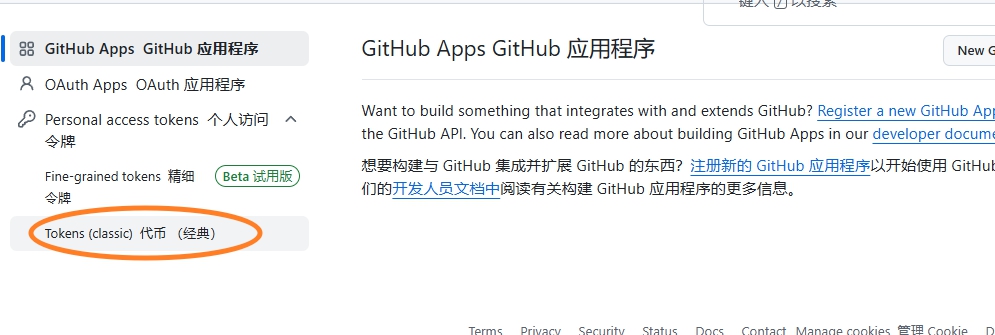 键入 / 以搜索
GitHub Apps GitHub 应用程序
OAuth Apps OAuth 应用程序
Personal access tokens 个人访问
令牌
Fine-grained tokens 精细
令牌
Beta 试用版
Tokens (classic) 代币 （经典）
GitHub Apps GitHub 应用程序
New G
Want to build something that integrates with and extends GitHub? Register a new GitHub App
the GitHub API. You can also read more about building GitHub Apps in our developer docume
想要构建与 GitHub 集成并扩展 GitHub 的东西？注册新的 GitHub 应用程序以开始使用 GitHub
们的开发人员文档中阅读有关构建 GitHub 应用程序的更多信息。
Terms Privacy Security Status Docs Contact Manage cookies 管理 Cookie D